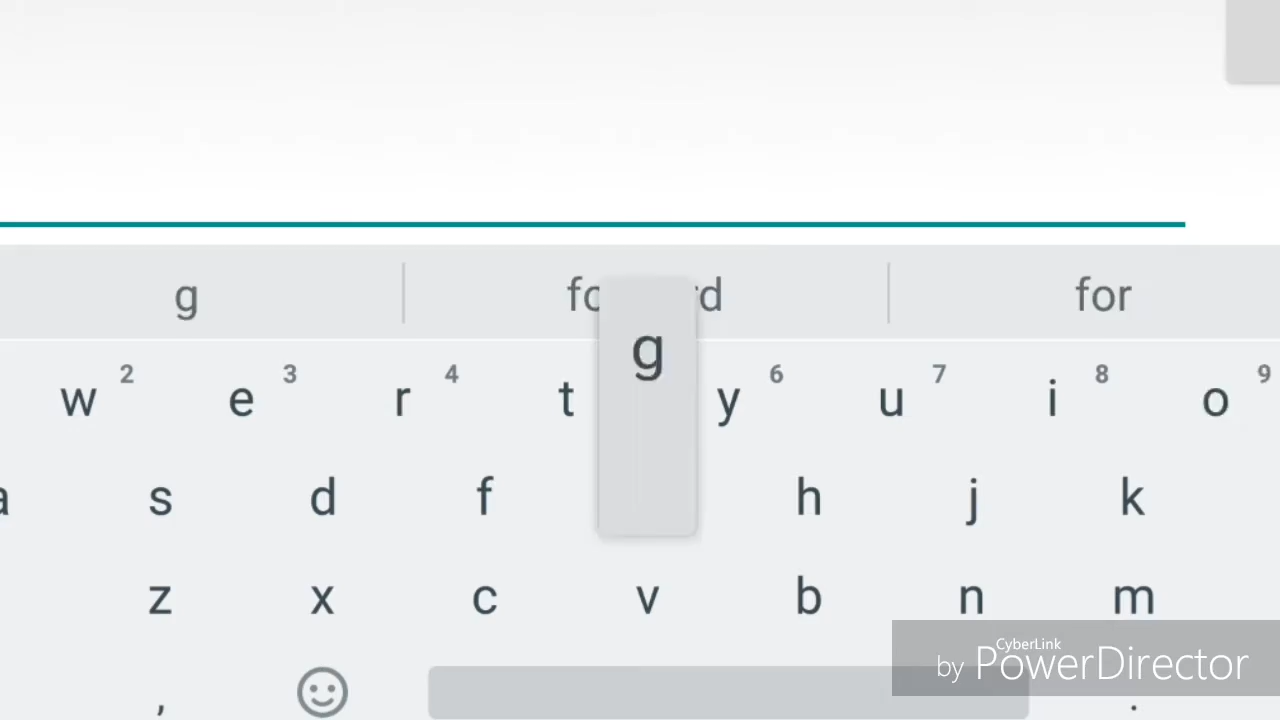 g for
g
2 3 4 6 7 8 9
w e r t y u i o
a s d f h j k
z x c v b n m
, .
CyberLink
by PowerDirector